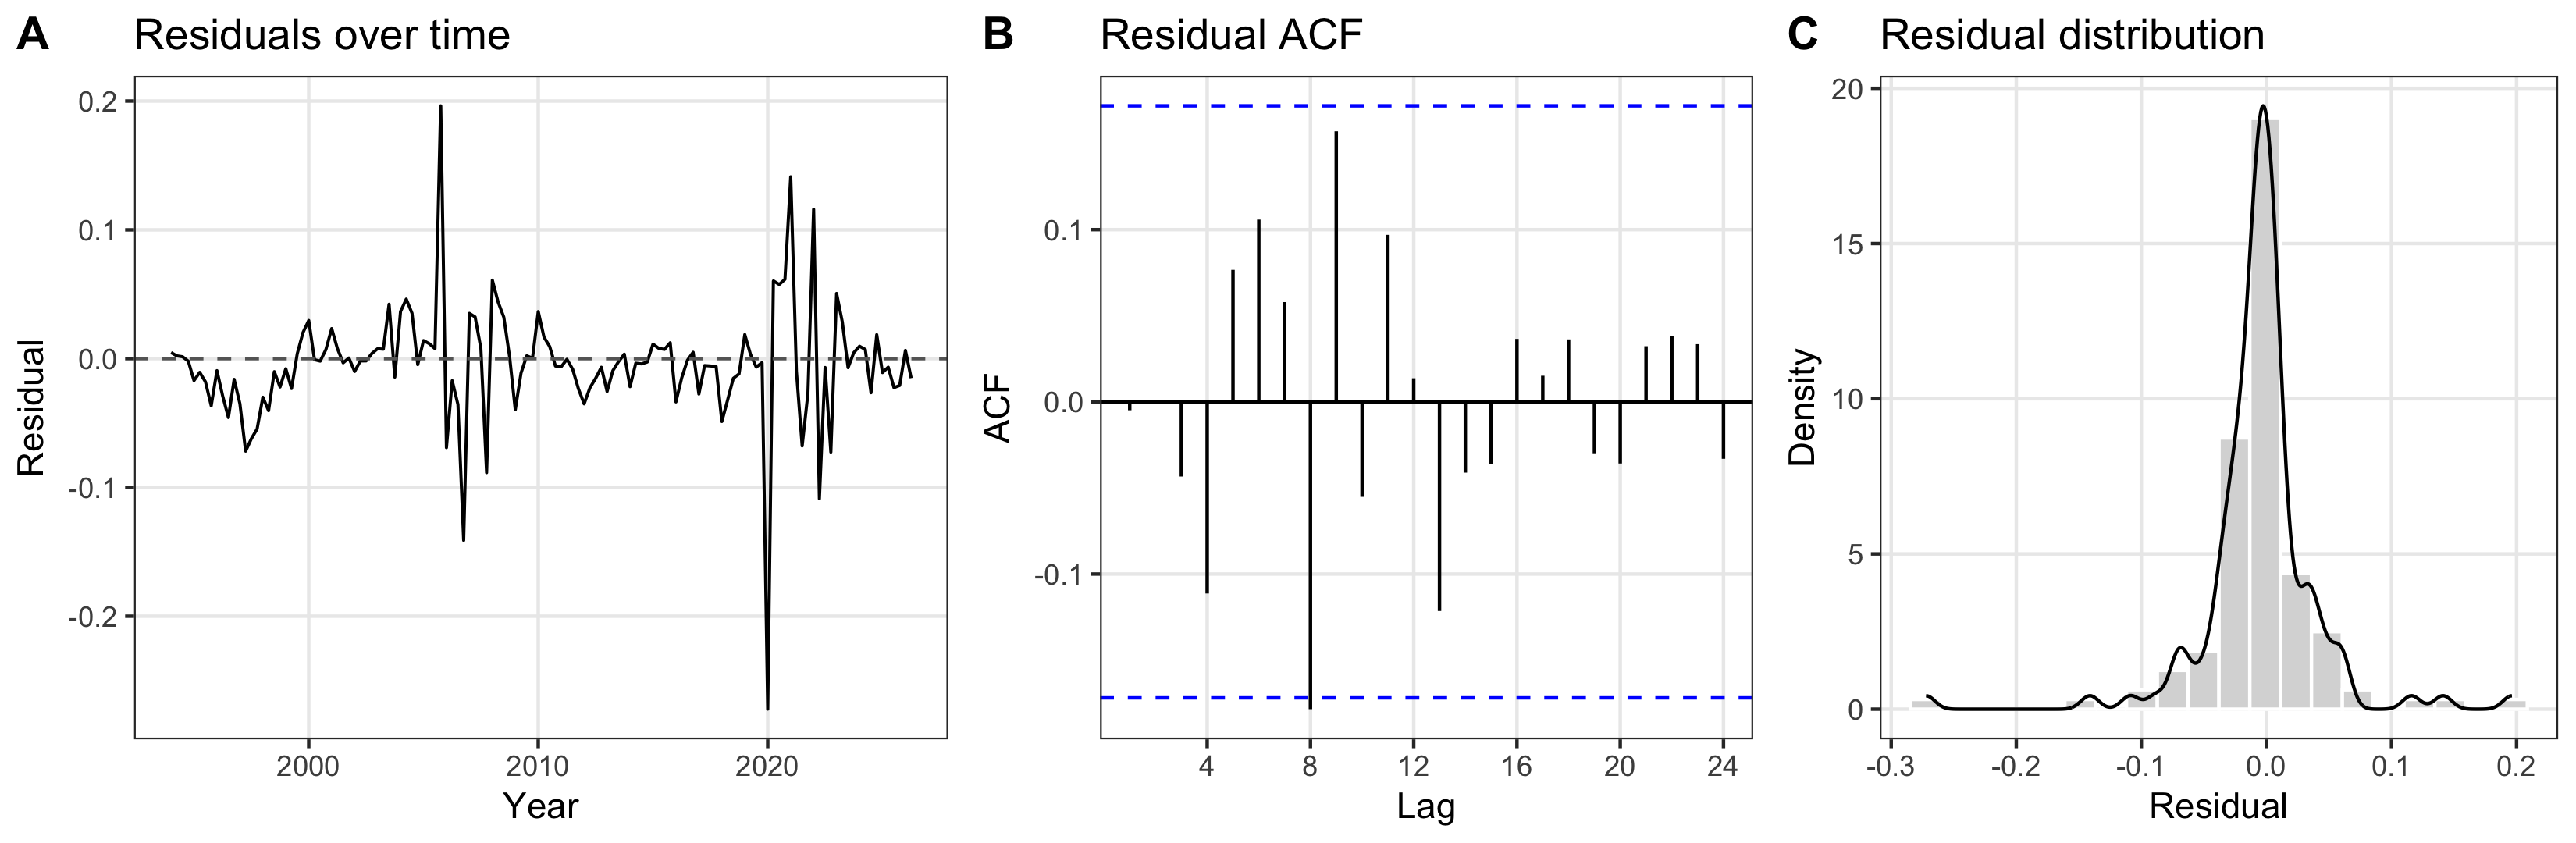 A Residuals over time
0.2
0.1
0.0
-0.1
-0.2
Residual
2000 2010 2020
Year
B Residual ACF
0.1
0.0
-0.1
ACF
4 8 12 16 20 24
Lag
C Residual distribution
20
15
10
5
0
Density
-0.3 -0.2 -0.1 0.0 0.1 0.2
Residual